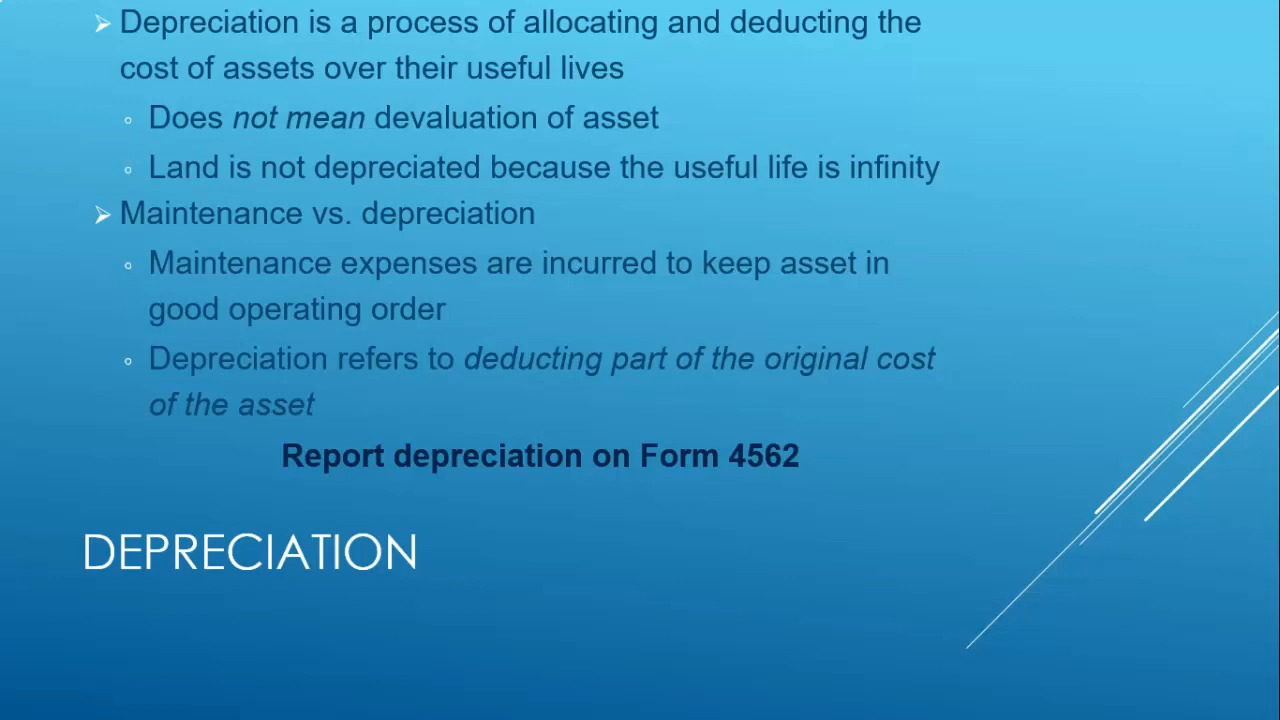 Depreciation is a process of allocating and deducting the
cost of assets over their useful lives
Does not mean devaluation of asset
Land is not depreciated because the useful life is infinity
Maintenance vs. depreciation
Maintenance expenses are incurred to keep asset in
good operating order
Depreciation refers to deducting part of the original cost
of the asset
Report depreciation on Form 4562
DEPRECIATION